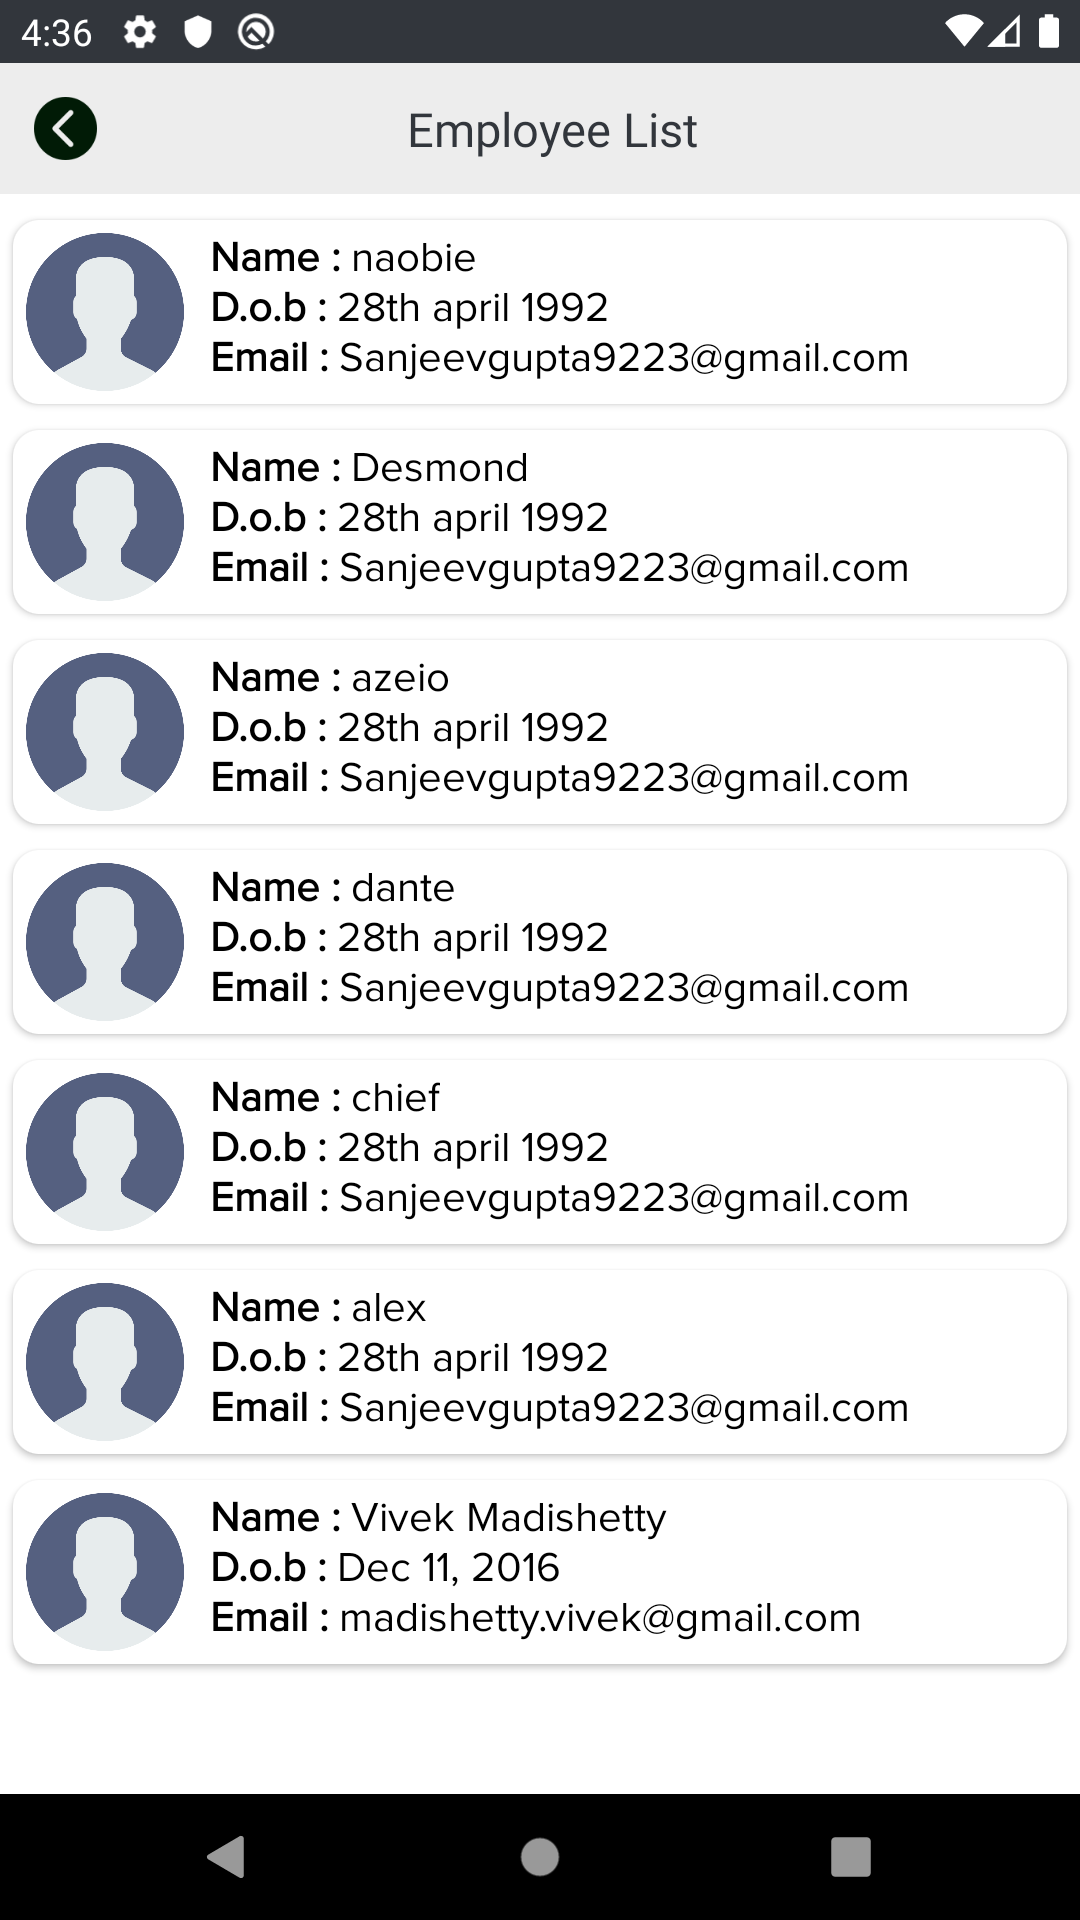 4:36
Employee List
Name : naobie
D.o.b : 28th april 1992
Email : Sanjeevgupta9223@gmail.com
Name : Desmond
D.o.b : 28th april 1992
Email : Sanjeevgupta9223@gmail.com
Name : azeio
D.o.b : 28th april 1992
Email : Sanjeevgupta9223@gmail.com
Name : dante
D.o.b : 28th april 1992
Email : Sanjeevgupta9223@gmail.com
Name : chief
D.o.b : 28th april 1992
Email : Sanjeevgupta9223@gmail.com
Name : alex
D.o.b : 28th april 1992
Email : Sanjeevgupta9223@gmail.com
Name : Vivek Madishetty
D.o.b : Dec 11, 2016
Email : madishetty.vivek@gmail.com